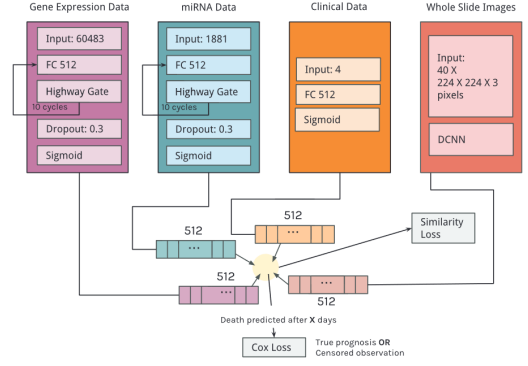 Gene Expression Data
miRNA Data
Clinical Data
Whole Slide Images
Input: 60483
FC 512
Highway Gate
10 cycles
Dropout: 0.3
Sigmoid
Input: 1881
FC 512
Highway Gate
10 cycles
Dropout: 0.3
Sigmoid
Input: 4
FC 512
Sigmoid
Input:
40 X
224 X 224 X 3
pixels
DCNN
512
...
512
...
512
...
...
512
Similarity
Loss
Death predicted after X days
Cox Loss
True prognosis OR
Censored observation